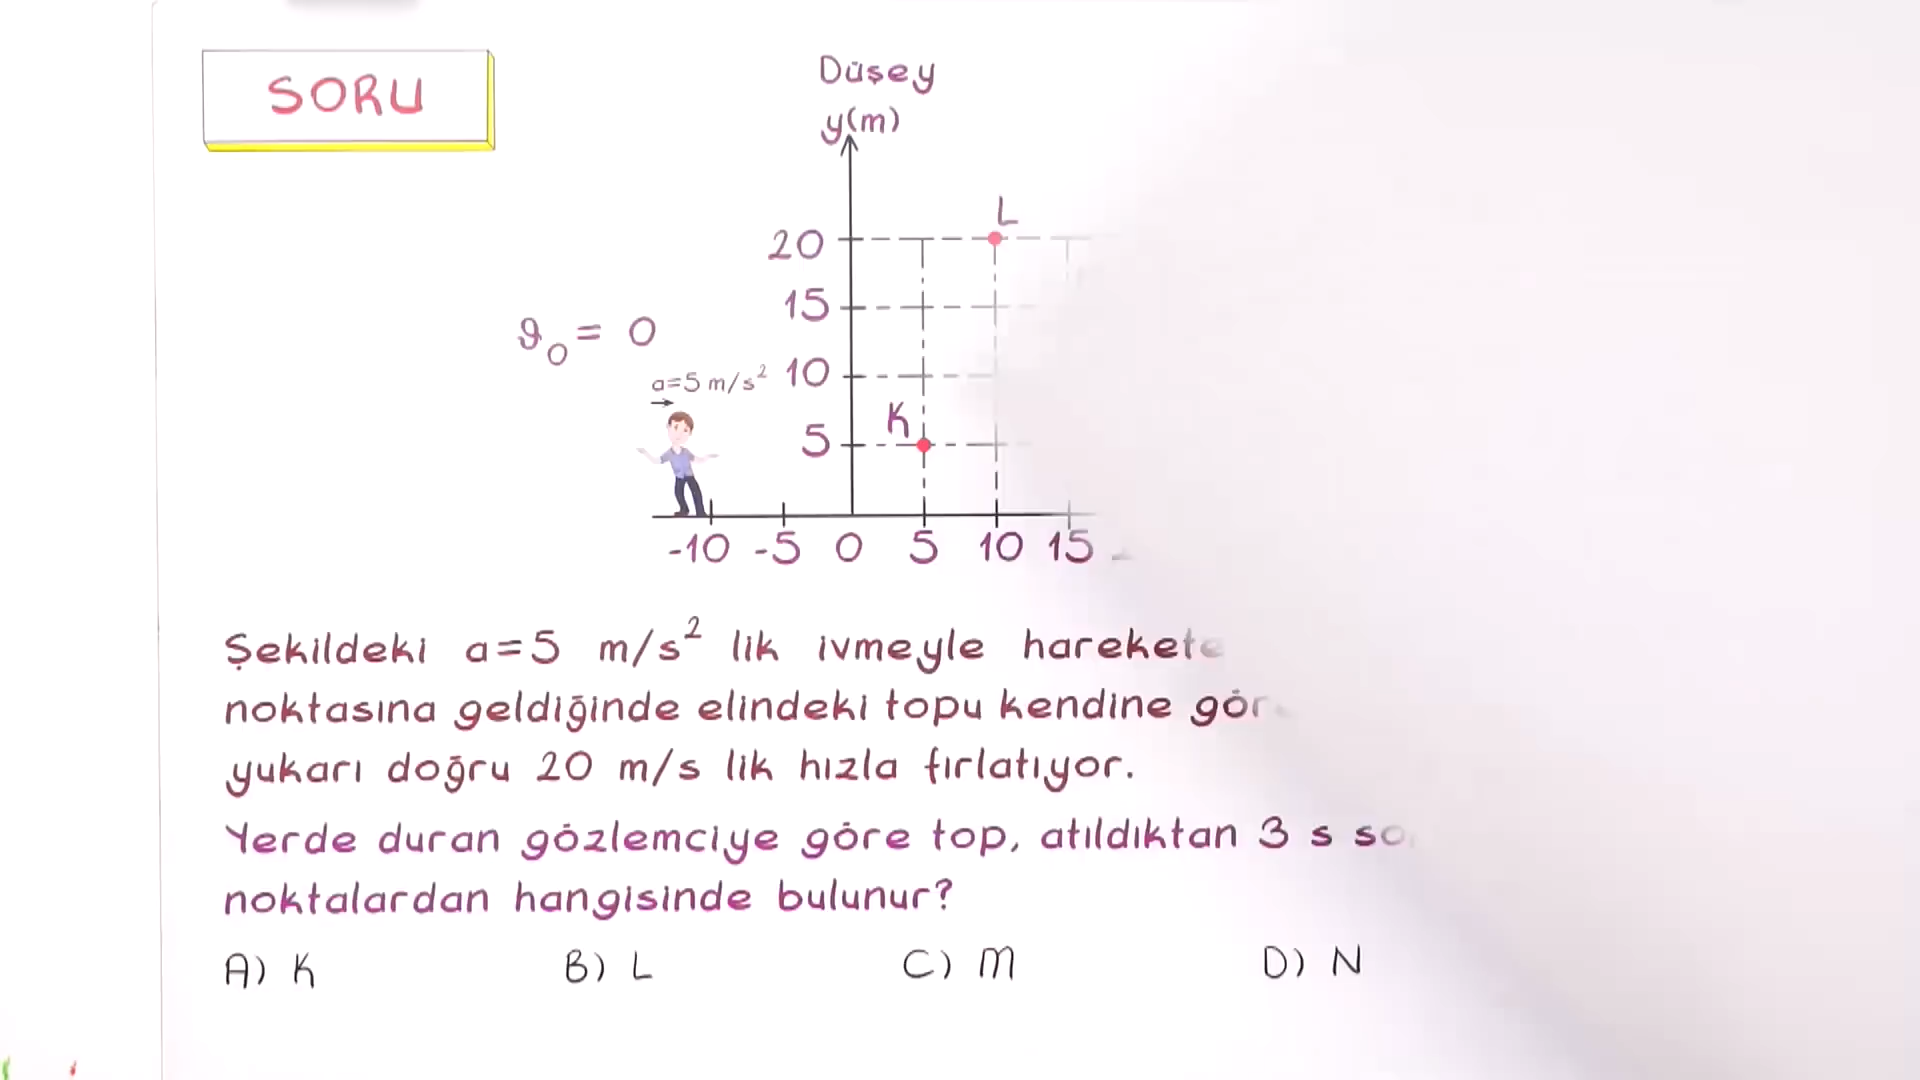 SORU
Düşey
y(m)
L
20
15
ϑ₀ = 0
a=5 m/s² 10
K
5
-10 -5 0 5 10 15
Şekildeki a=5 m/s² lik ivmeyle
noktasına geldiğinde elindeki topu kendine
yukarı doğru 20 m/s lik hızla fırlatıyor.
Yerde duran gözlemciye göre top, atıldıktan 3 s
noktalardan hangisinde bulunur?
A) K B) L C) M D) N